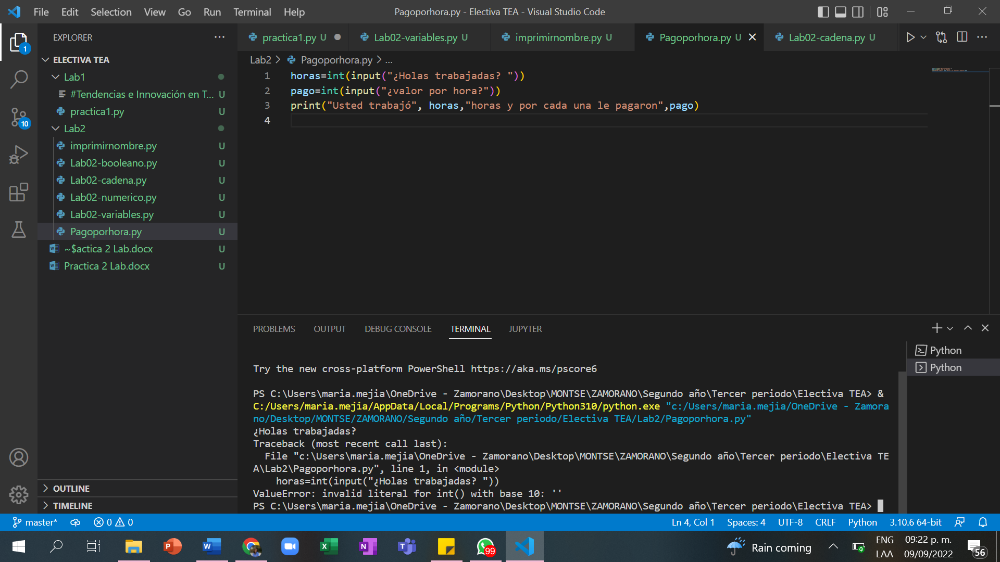 File Edit Selection View Go Run Terminal Help
Pagoporhora.py - Electiva TEA - Visual Studio Code
EXPLORER
practica1.py U
Lab02-variables.py U
imprimirnombre.py U
Pagoporhora.py U
Lab02-cadena.py U
1
10
ELECTIVA TEA
Lab1
#Tendencias e Innovación en T... U
practica1.py U
Lab2
imprimirnombre.py U
Lab02-booleano.py U
Lab02-cadena.py U
Lab02-numerico.py U
Lab02-variables.py U
Pagoporhora.py U
~$actica 2 Lab.docx U
Practica 2 Lab.docx U
OUTLINE
TIMELINE
Lab2 > Pagoporhora.py > ...
1 horas=int(input("¿Holas trabajadas? "))
2 pago=int(input("¿valor por hora?"))
3 print("Usted trabajó", horas,"horas y por cada una le pagaron",pago)
4
PROBLEMS OUTPUT DEBUG CONSOLE TERMINAL JUPYTER
Python
Python
Try the new cross-platform PowerShell https://aka.ms/pscore6
PS C:\Users\maria.mejia\OneDrive - Zamorano\Desktop\MONTSE\ZAMORANO\Segundo año\Tercer periodo\Electiva TEA> &
C:/Users/maria.mejia/AppData/Local/Programs/Python/Python310/python.exe "c:/Users/maria.mejia/OneDrive - Zamora
no/Desktop/MONTSE/ZAMORANO/Segundo año/Tercer periodo/Electiva TEA/Lab2/Pagoporhora.py"
¿Holas trabajadas?
Traceback (most recent call last):
File "c:\Users\maria.mejia\OneDrive - Zamorano\Desktop\MONTSE\ZAMORANO\Segundo año\Tercer periodo\Electiva TE
A\Lab2\Pagoporhora.py", line 1, in <module>
horas=int(input("¿Holas trabajadas? "))
ValueError: invalid literal for int() with base 10: ''
PS C:\Users\maria.mejia\OneDrive - Zamorano\Desktop\MONTSE\ZAMORANO\Segundo año\Tercer periodo\Electiva TEA>
master* 0 0
Ln 4, Col 1 Spaces: 4 UTF-8 CRLF Python 3.10.6 64-bit
99
Rain coming
ENG
LAA
09:22 p. m.
09/09/2022
56